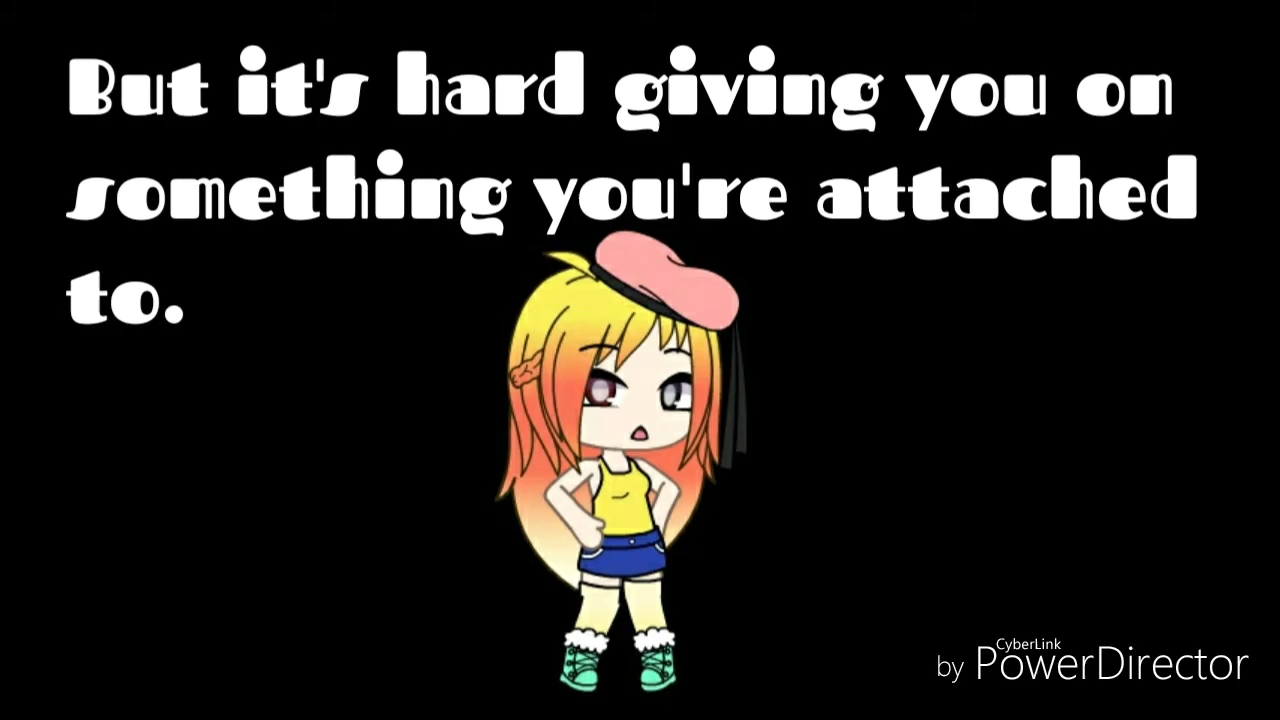 But it's hard giving you on
something you're attached
to.
CyberLink
by PowerDirector